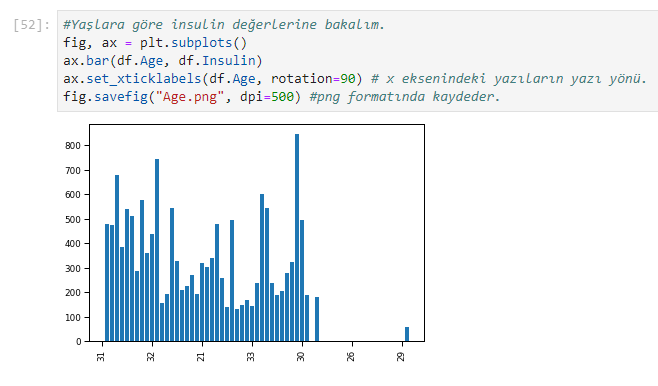 [52]: #Yaşlara göre insulin değerlerine bakalım.
fig, ax = plt.subplots()
ax.bar(df.Age, df.Insulin)
ax.set_xticklabels(df.Age, rotation=90) # x eksenindeki yazıların yazı yönü.
fig.savefig("Age.png", dpi=500) #png formatında kaydeder.
800
700
600
500
400
300
200
100
0
31 32 21 33 30 26 29